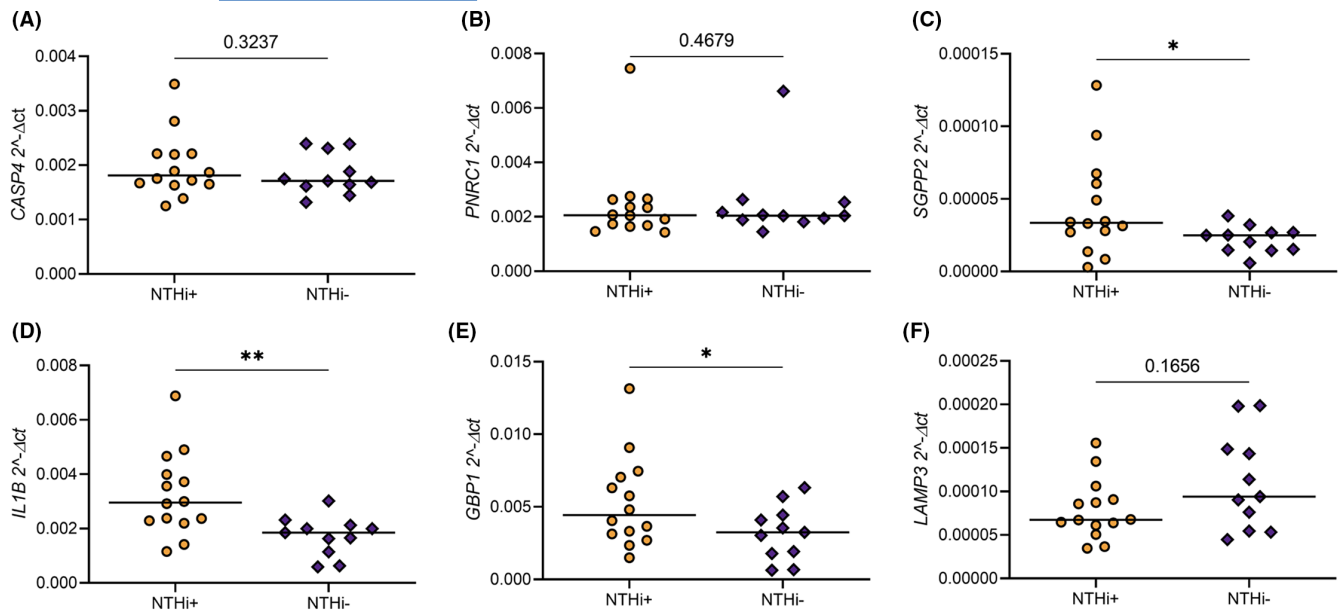 (A)
0.3237
CASP4 2^-Δct
0.004
0.003
0.002
0.001
0.000
NTHi+ NTHi-
(B)
0.4679
PNRC1 2^-Δct
0.008
0.006
0.004
0.002
0.000
NTHi+ NTHi-
(C)
*
SGPP2 2^-Δct
0.00015
0.00010
0.00005
0.00000
NTHi+ NTHi-
(D)
**
IL1B 2^-Δct
0.008
0.006
0.004
0.002
0.000
NTHi+ NTHi-
(E)
*
GBP1 2^-Δct
0.015
0.010
0.005
0.000
NTHi+ NTHi-
(F)
0.1656
LAMP3 2^-Δct
0.00025
0.00020
0.00015
0.00010
0.00005
0.00000
NTHi+ NTHi-